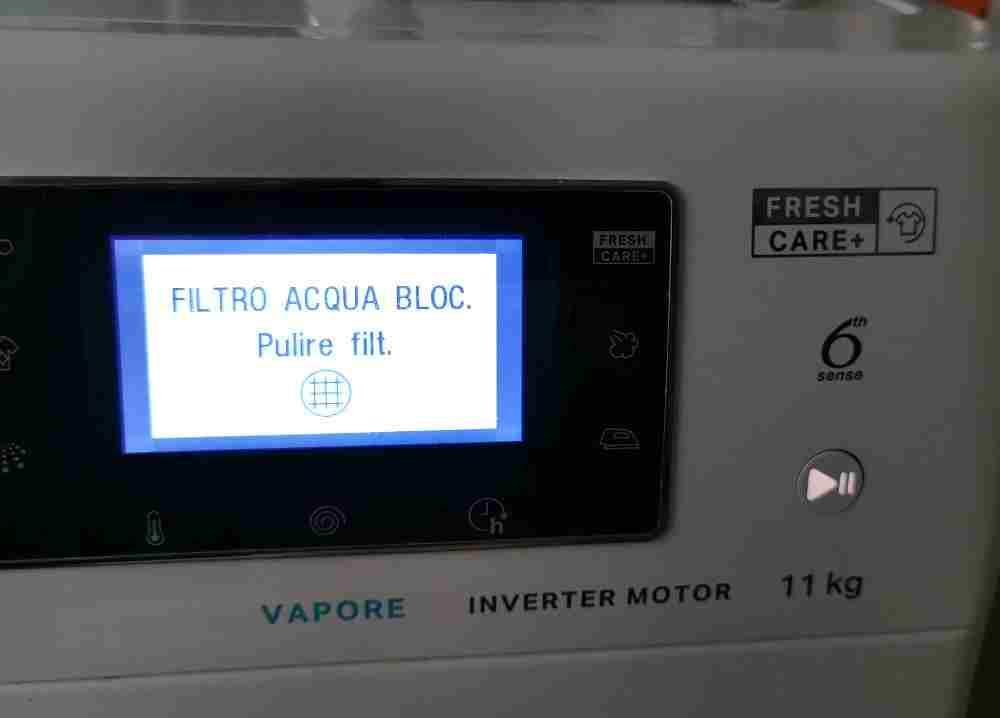 FILTRO ACQUA BLOC.
Pulire filt.
FRESH
CARE+
FRESH
CARE+
6th
sense
h
VAPORE
INVERTER MOTOR
11 kg